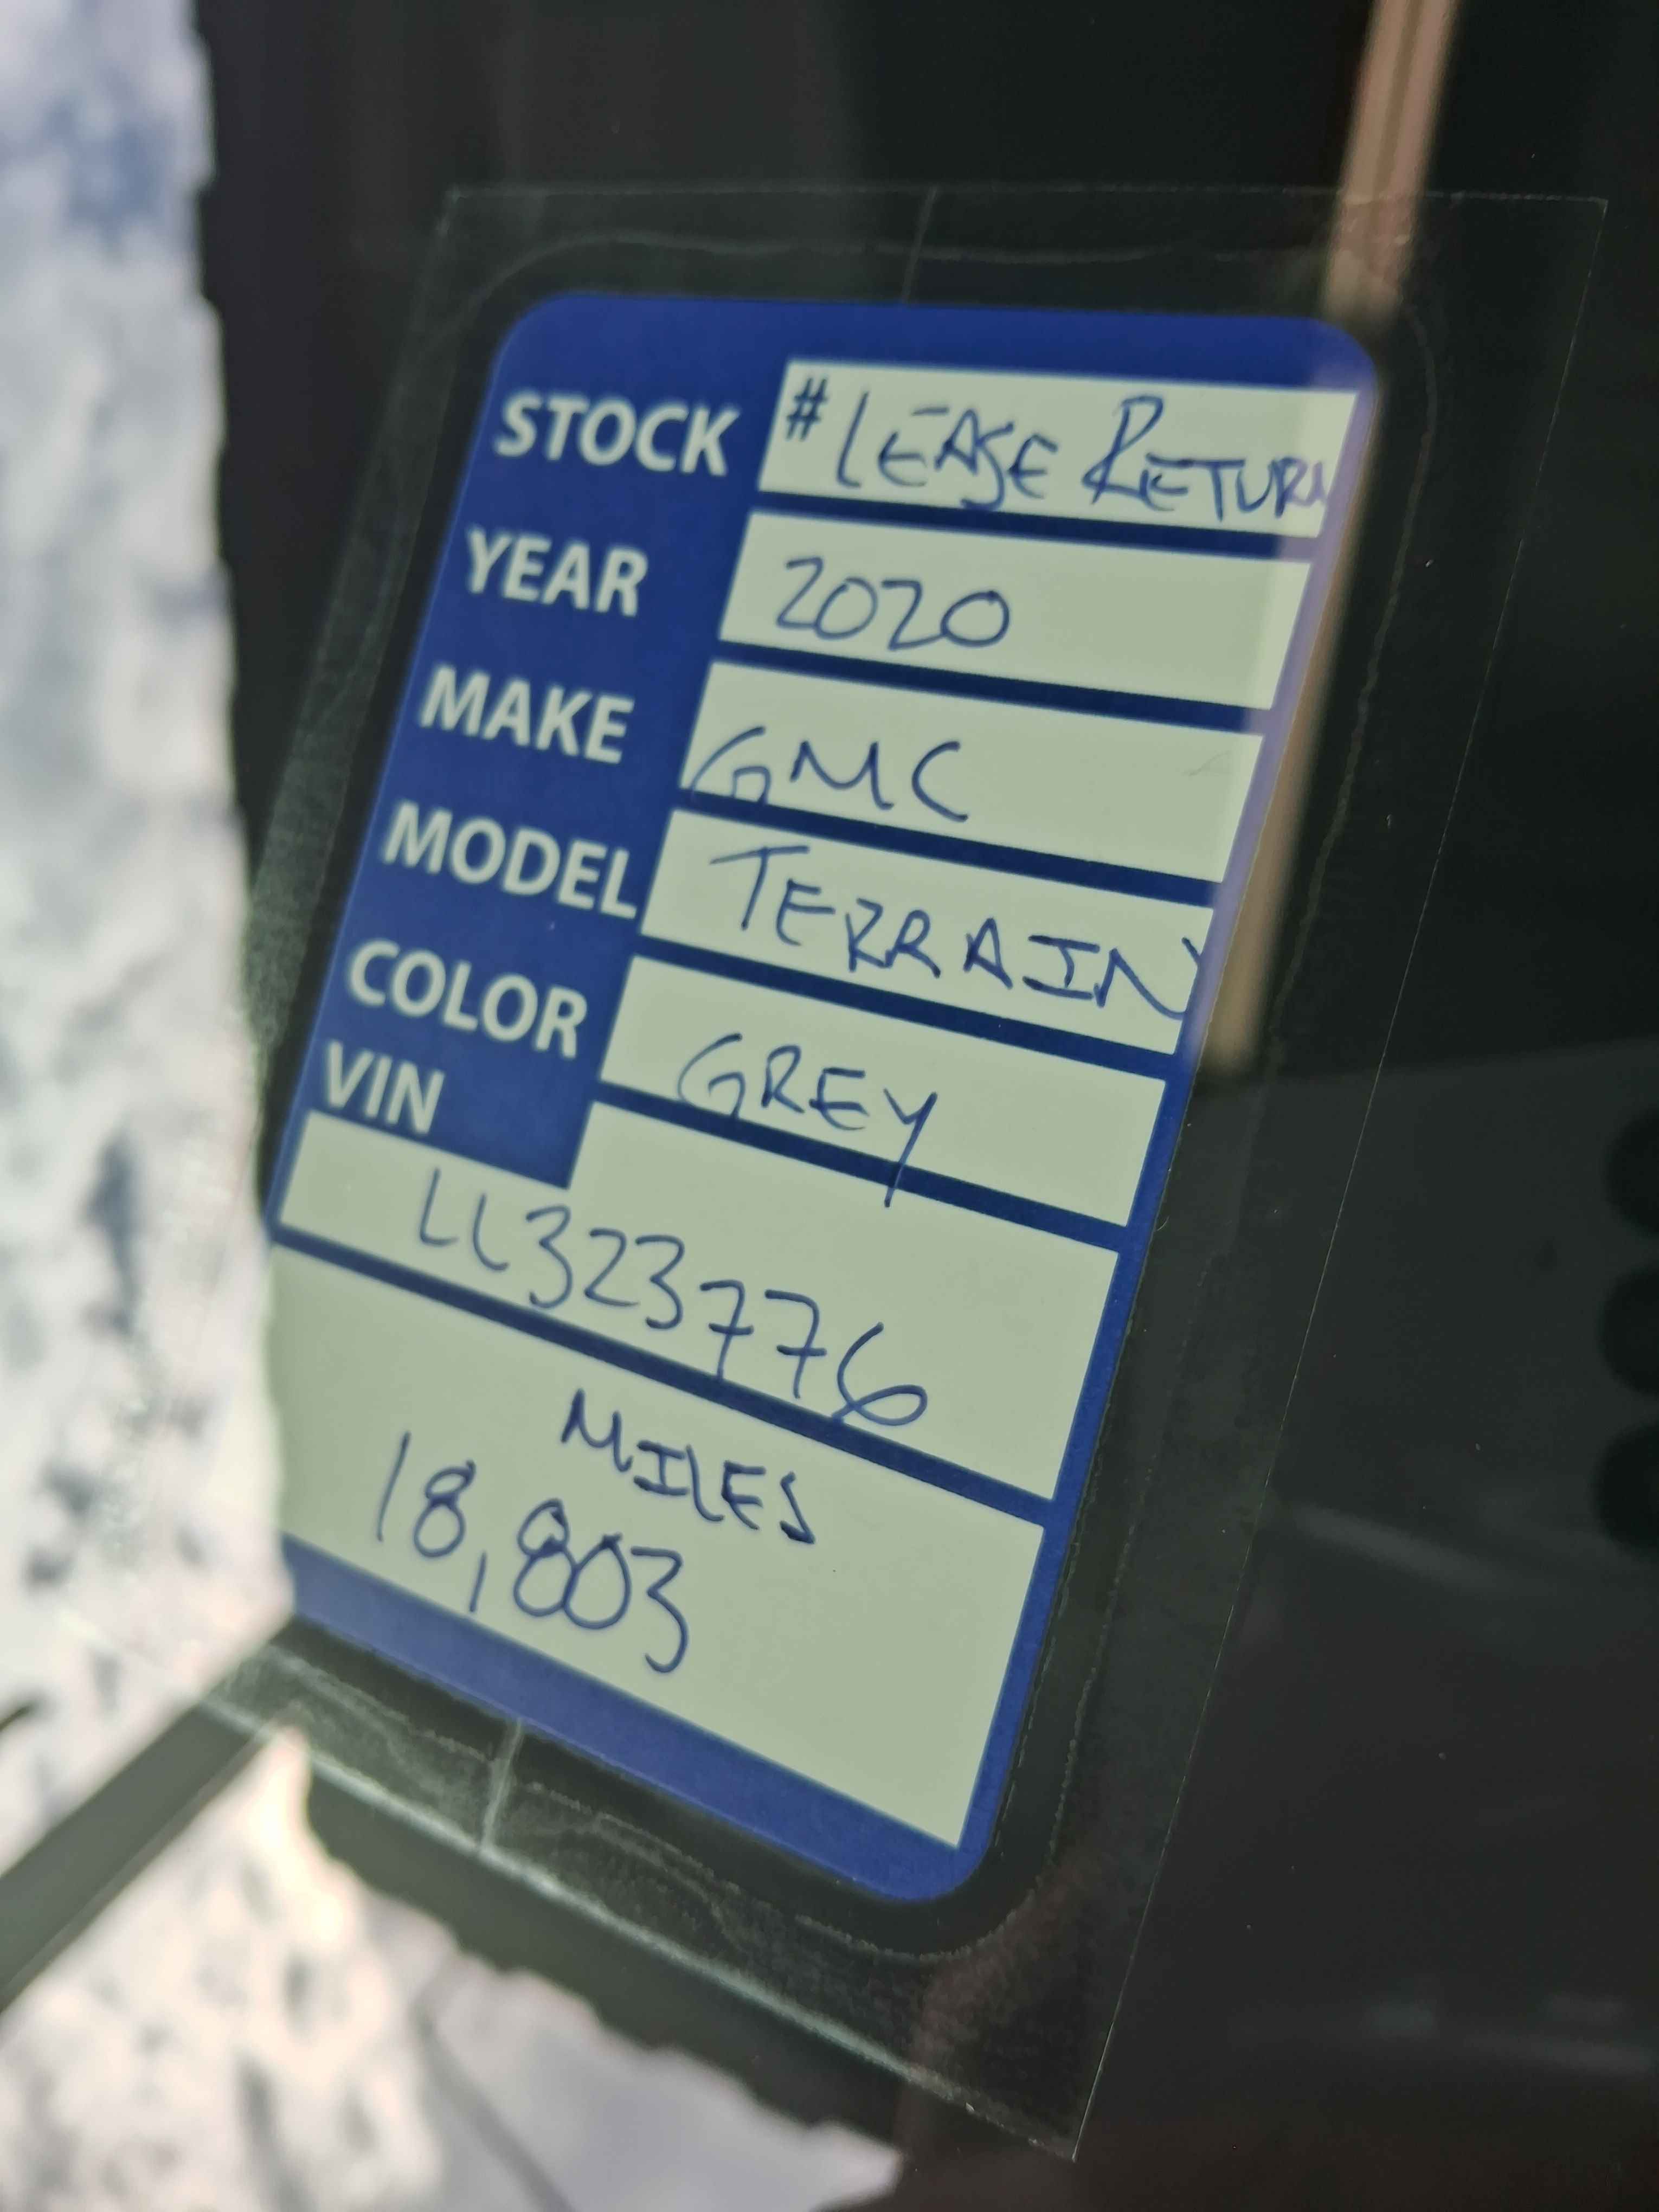 STOCK # LEASE RETURN
YEAR 2020
MAKE GMC
MODEL TERRAIN
COLOR GREY
VIN
LL323776
MILES
18,803